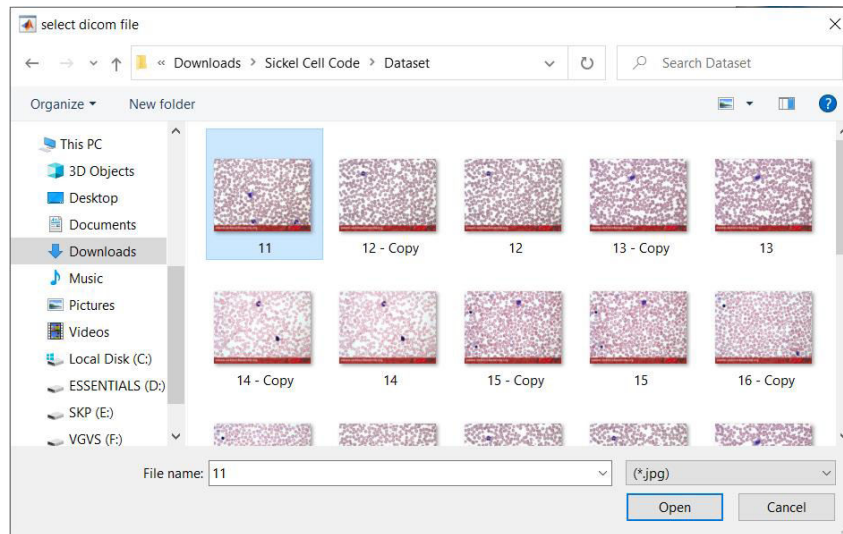 select dicom file
« Downloads > Sickel Cell Code > Dataset
Search Dataset
Organize
New folder
This PC
3D Objects
Desktop
Documents
Downloads
Music
Pictures
Videos
Local Disk (C:)
ESSENTIALS (D:)
SKP (E:)
VGVS (F:)
11
12 - Copy
12
13 - Copy
13
14 - Copy
14
15 - Copy
15
16 - Copy
File name: 11
(*.jpg)
Open
Cancel